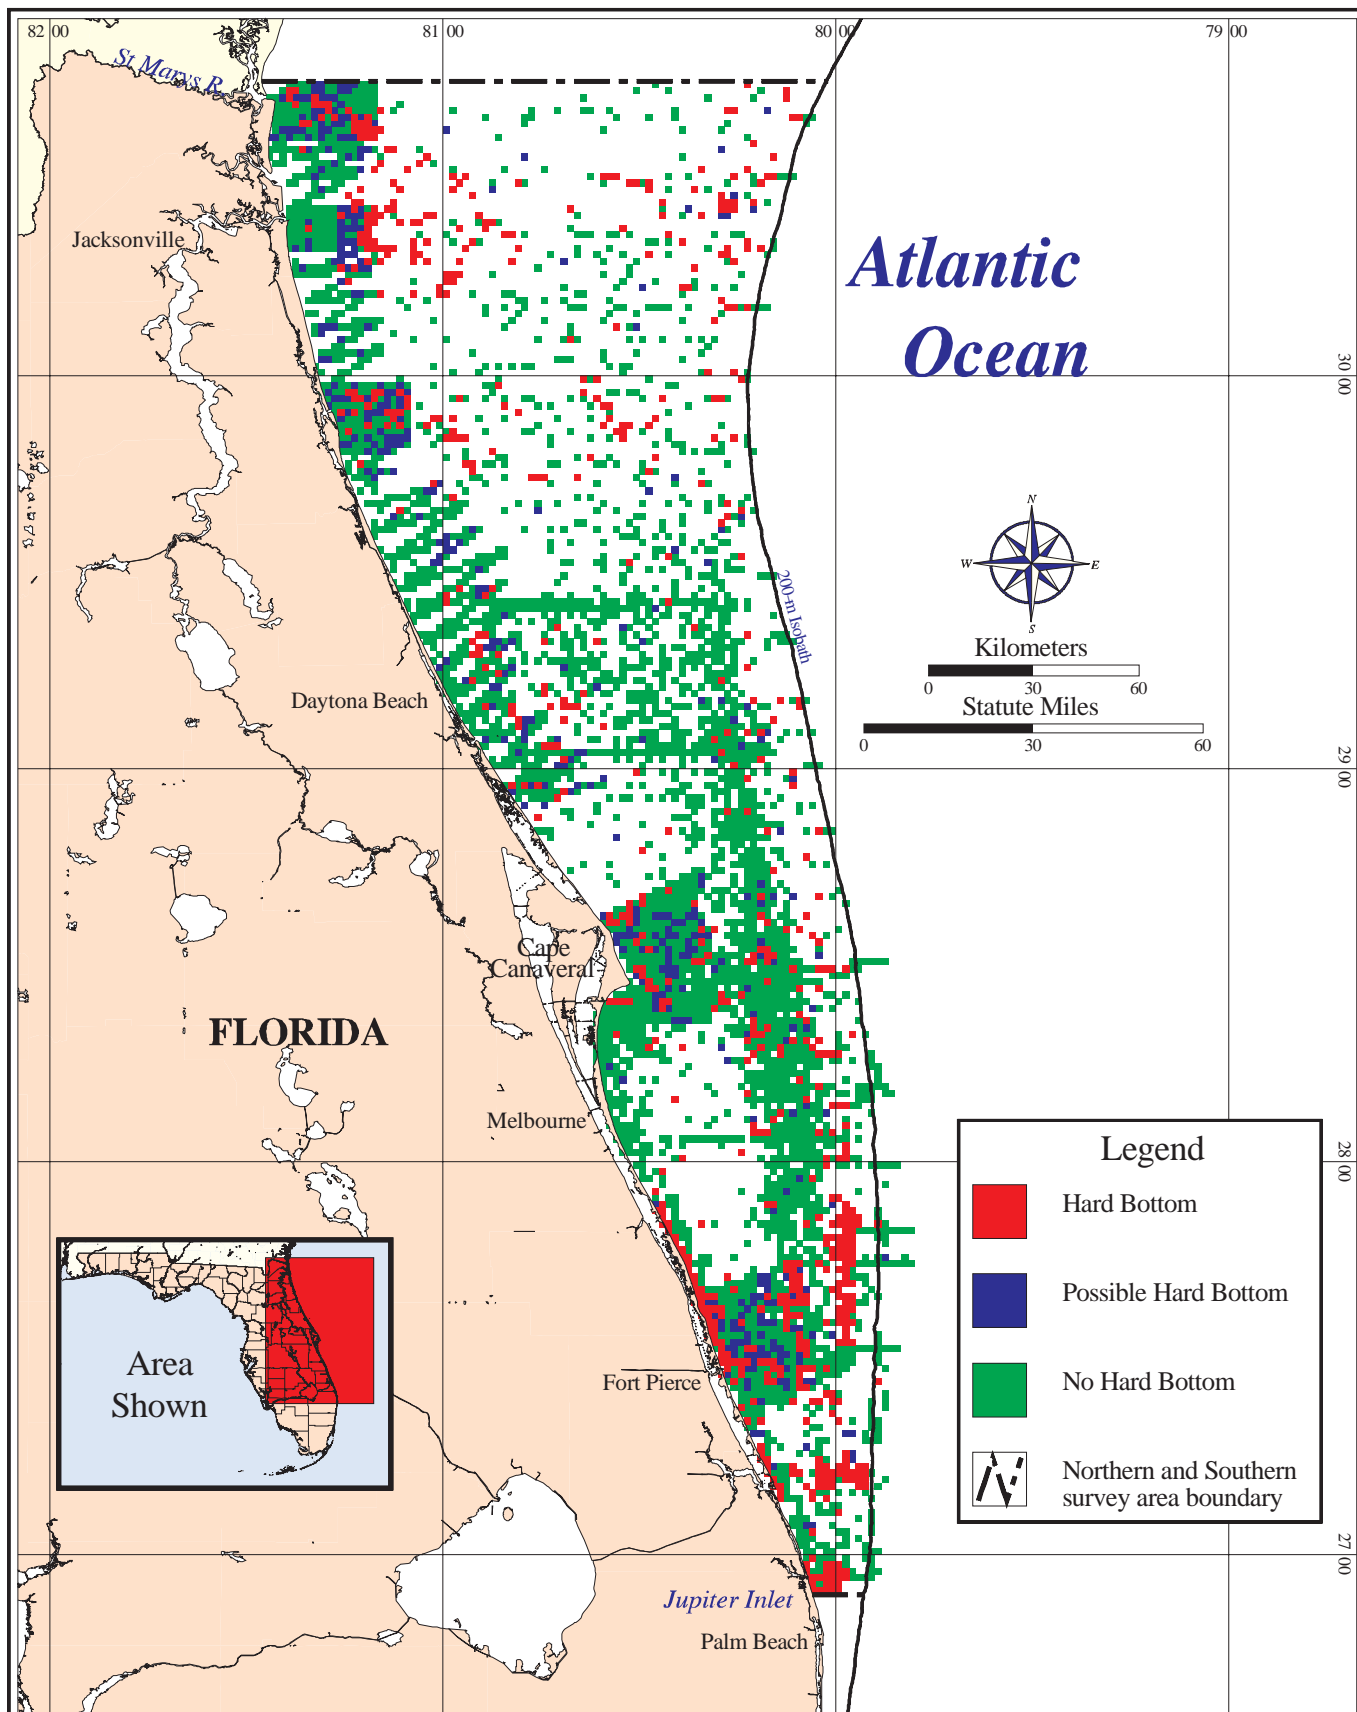 82 00
81 00
80 00
79 00
St Marys R.
Jacksonville
Atlantic
Ocean
30 00
N
W
E
S
200-m Isobath
Kilometers
0
30
60
Statute Miles
0
30
60
Daytona Beach
29 00
Cape
Canaveral
FLORIDA
Melbourne
28 00
Legend
Hard Bottom
Possible Hard Bottom
No Hard Bottom
Northern and Southern
survey area boundary
Area
Shown
Fort Pierce
27 00
Jupiter Inlet
Palm Beach